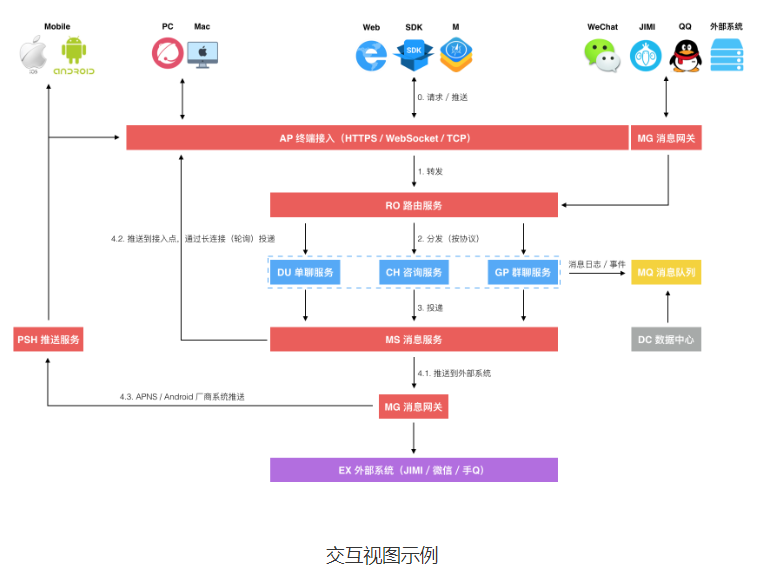 Mobile
PC
Mac
Web
SDK
M
WeChat
JIMI
QQ
外部系统
iOS
ANDROID
SDK
0. 请求 / 推送
AP 终端接入（HTTPS / WebSocket / TCP）
MG 消息网关
1. 转发
RO 路由服务
4.2. 推送到接入点，通过长连接（轮询）投递
2. 分发（按协议）
DU 单聊服务
CH 咨询服务
GP 群聊服务
消息日志 / 事件
MQ 消息队列
3. 投递
PSH 推送服务
MS 消息服务
DC 数据中心
4.1. 推送到外部系统
4.3. APNS / Android 厂商系统推送
MG 消息网关
EX 外部系统（JIMI / 微信 / 手Q）
交互视图示例